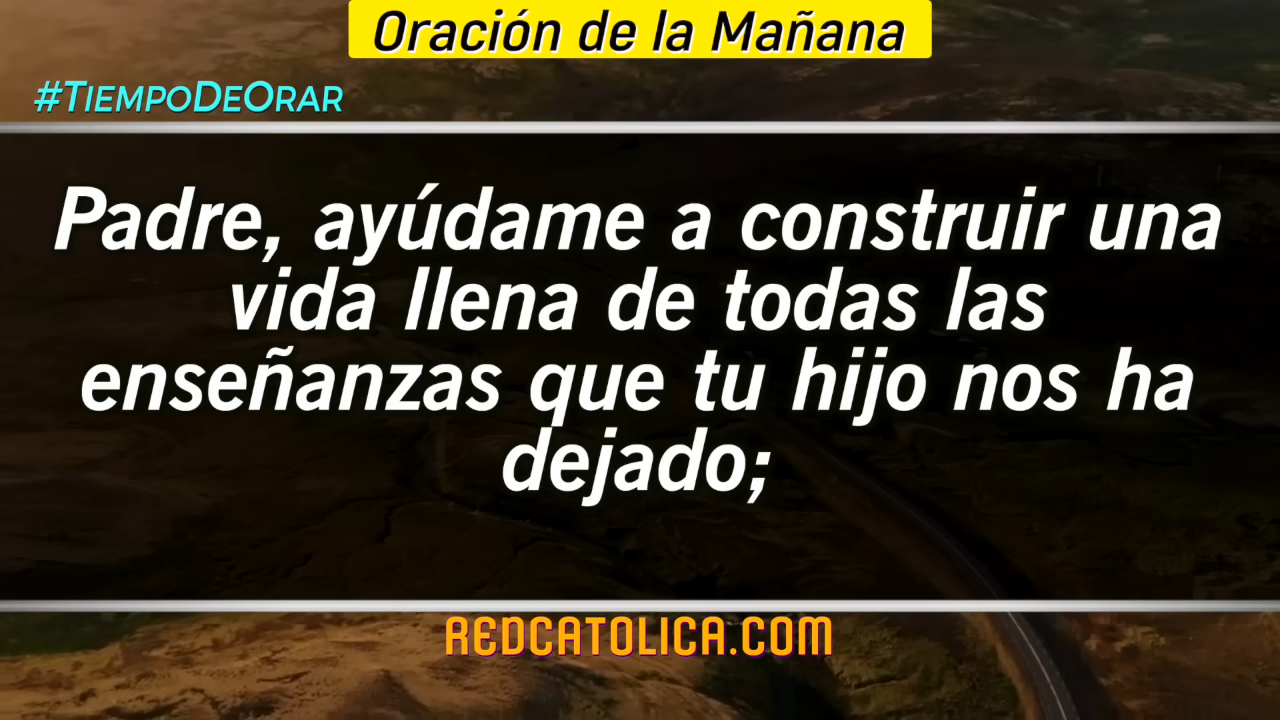 Oración de la Mañana
#TiempoDeOrar
Padre, ayúdame a construir una
vida llena de todas las
enseñanzas que tu hijo nos ha
dejado;
REDCATOLICA.COM